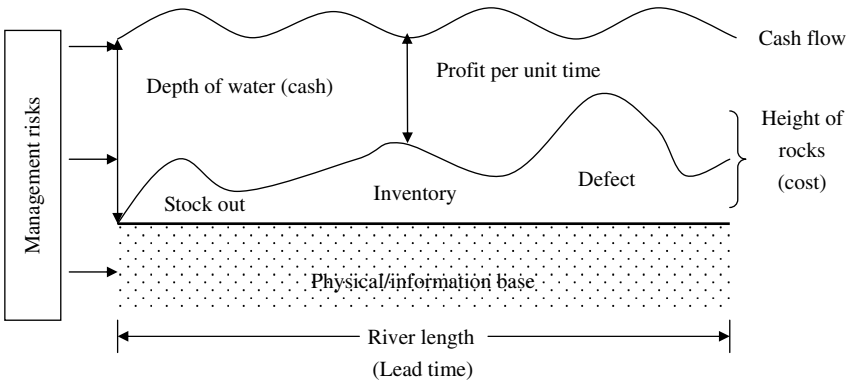 Management risks
Cash flow
Profit per unit time
Depth of water (cash)
Height of
rocks
(cost)
Stock out
Inventory
Defect
Physical/information base
River length
(Lead time)